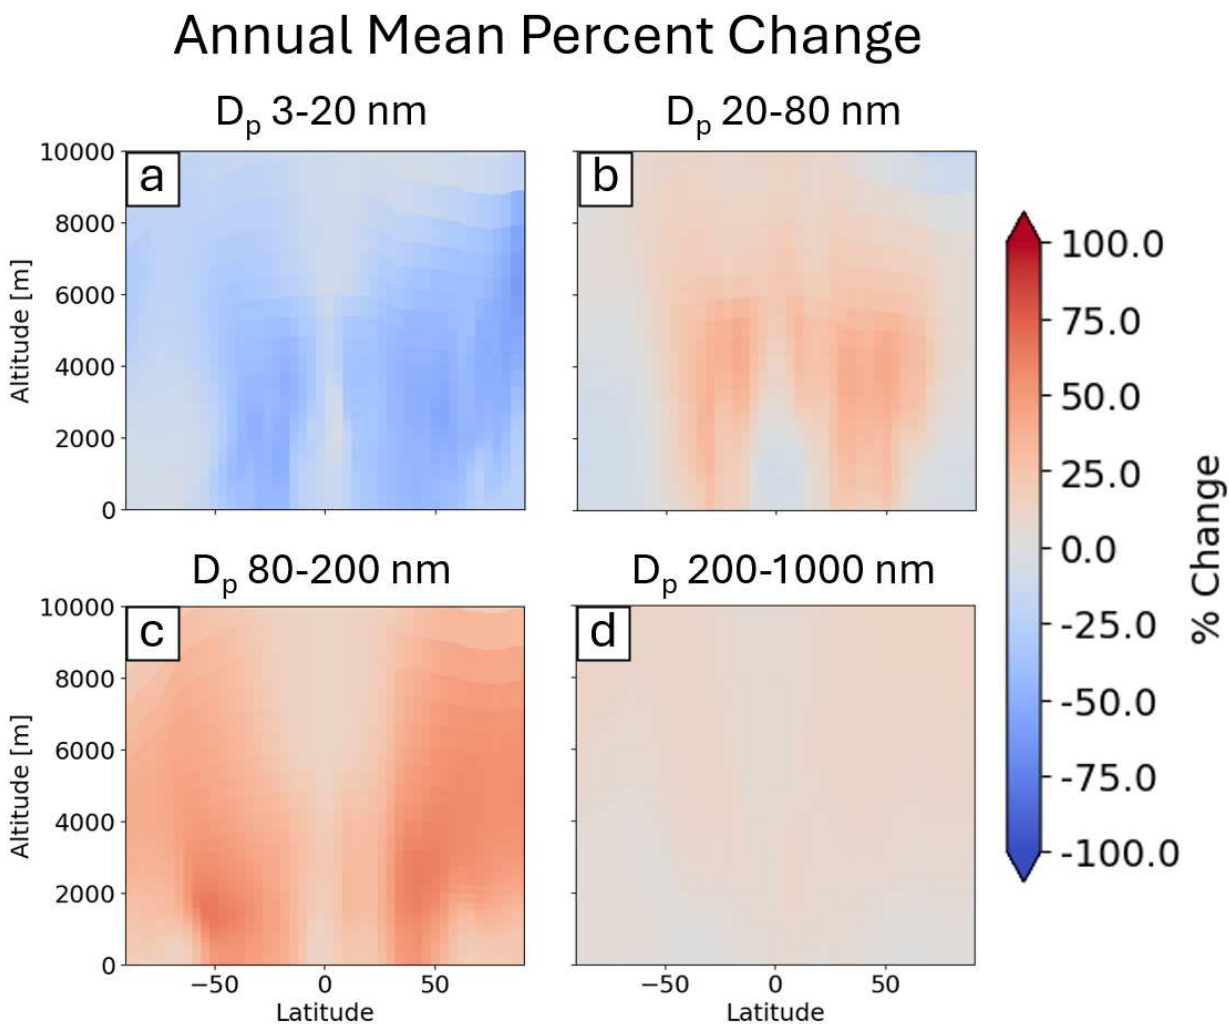 Annual Mean Percent Change
Dp 3-20 nm
Dp 20-80 nm
a
b
10000
8000
6000
4000
2000
0
Altitude [m]
Dp 80-200 nm
Dp 200-1000 nm
c
d
10000
8000
6000
4000
2000
0
Altitude [m]
−50
0
50
Latitude
−50
0
50
Latitude
100.0
75.0
50.0
25.0
0.0
-25.0
-50.0
-75.0
-100.0
% Change